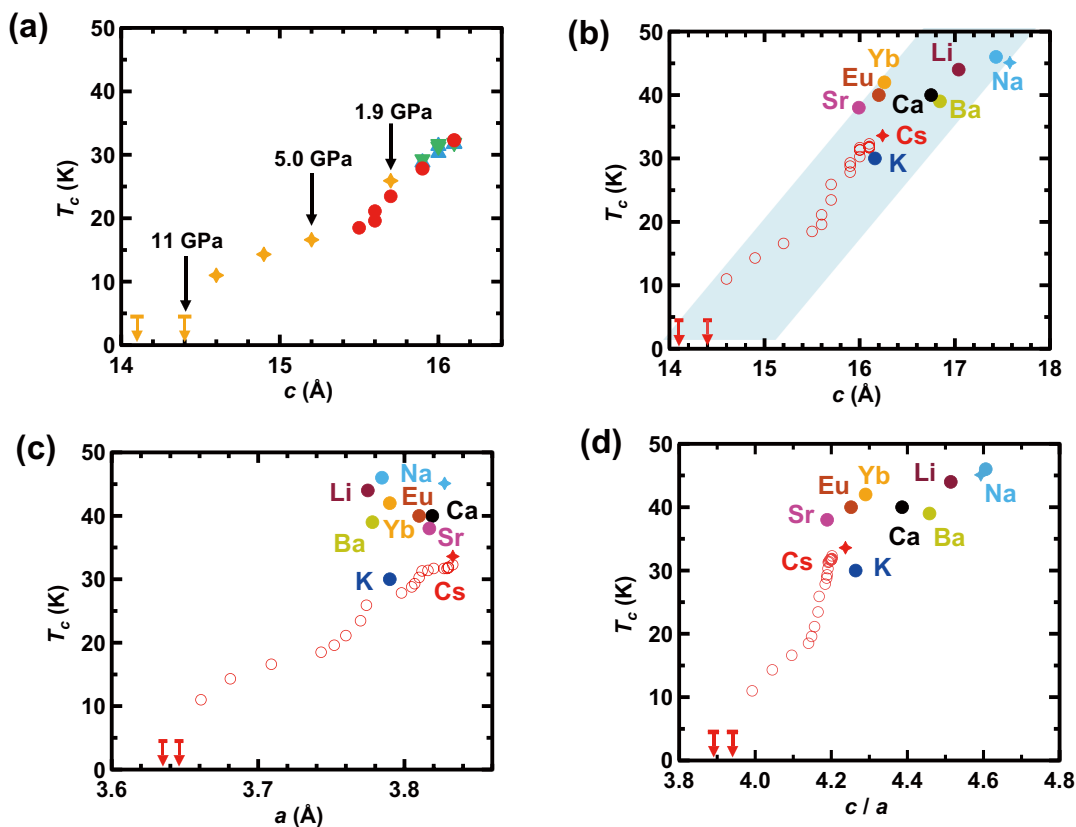 (a)
50
40
30
20
10
0
Tc (K)
1.9 GPa
5.0 GPa
11 GPa
14
15
16
c (Å)
(b)
50
40
30
20
10
0
Tc (K)
Yb
Li
Eu
Na
Sr
Ca
Ba
Cs
K
14
15
16
17
18
c (Å)
(c)
50
40
30
20
10
0
Tc (K)
Na
Li
Eu
Ca
Yb
Ba
Sr
K
Cs
3.6
3.7
3.8
a (Å)
(d)
50
40
30
20
10
0
Tc (K)
Yb
Li
Eu
Na
Sr
Ca
Ba
Cs
K
3.8
4.0
4.2
4.4
4.6
4.8
c / a